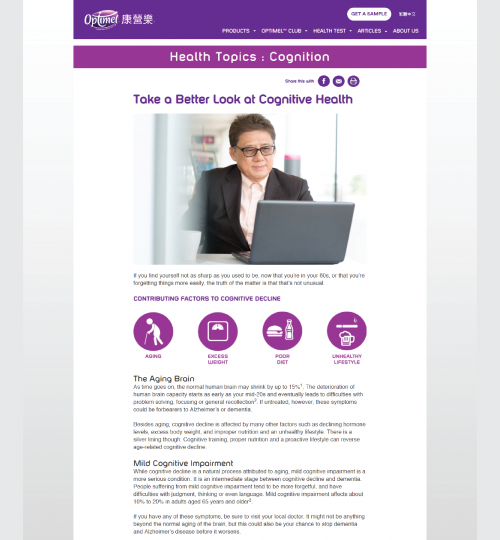 Optimel 康營樂
GET A SAMPLE
PRODUCTS OPTIMEL™ CLUB HEALTH TEST ARTICLES ABOUT US
Health Topics : Cognition
Share this with
Take a Better Look at Cognitive Health
If you find yourself not as sharp as you used to be, now that you're in your 60s, or that you're
forgetting things more easily, the truth of the matter is that that's not unusual.
CONTRIBUTING FACTORS TO COGNITIVE DECLINE
AGING
EXCESS
WEIGHT
POOR
DIET
UNHEALTHY
LIFESTYLE
The Aging Brain
As time goes on, the normal human brain may shrink by up to 15%¹. The deterioration of
human brain capacity starts as early as your mid-20s and eventually leads to difficulties with
problem solving, focusing or general recollection². If untreated, however, these symptoms
could be forbearers to Alzheimer's or dementia.
Besides aging, cognitive decline is affected by many other factors such as declining hormone
levels, excess body weight, and improper nutrition and an unhealthy lifestyle. There is a
silver lining though. Cognitive training, proper nutrition and a proactive lifestyle can reverse
age-related cognitive decline.
Mild Cognitive Impairment
While cognitive decline is a natural process attributed to aging, mild cognitive impairment is a
more serious condition. It is an intermediate stage between cognitive decline and dementia.
People suffering from mild cognitive impairment tend to be more forgetful, and have
difficulties with judgment, thinking or even language. Mild cognitive impairment affects about
10% to 20% in adults aged 65 years and older³
If you have any of these symptoms, be sure to visit your local doctor. It might not be anything
beyond the normal aging of the brain, but this could also be your chance to stop dementia
and Alzheimer's disease before it worsens.